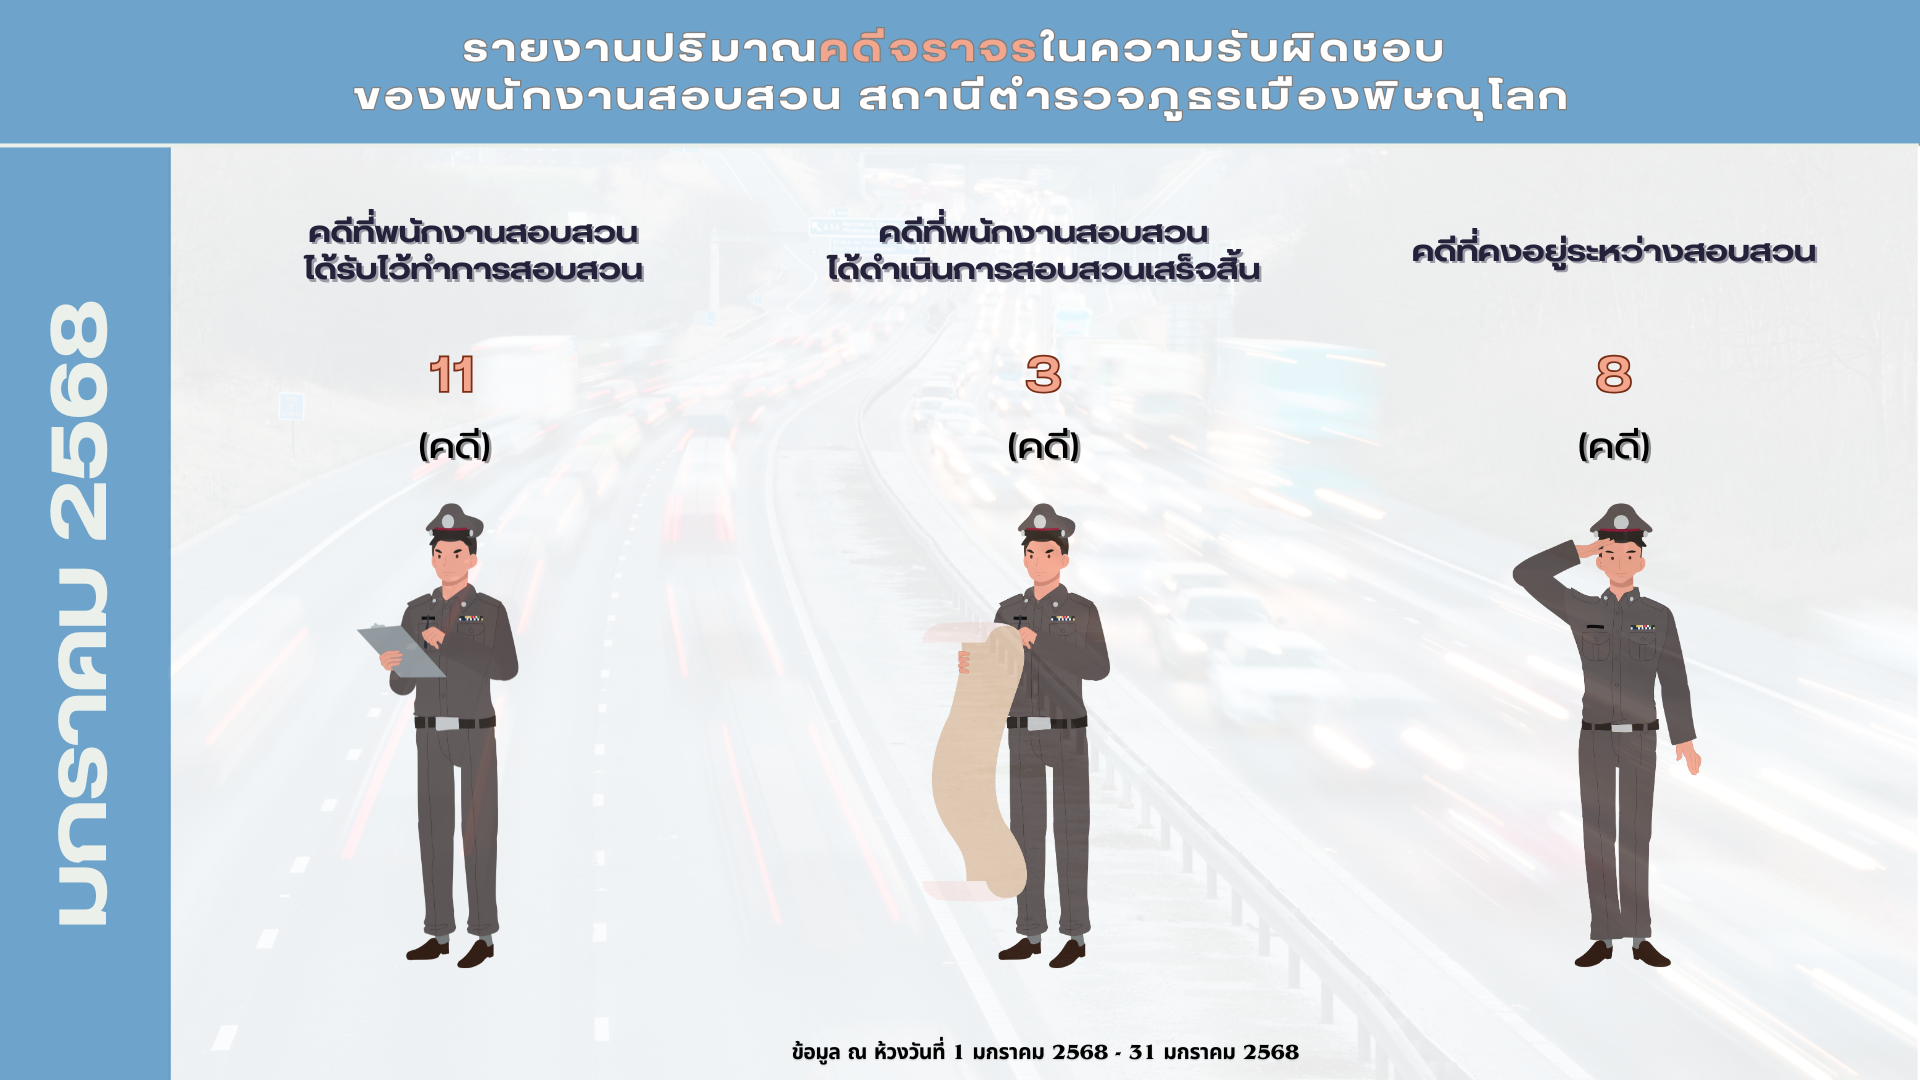 รายงานปริมาณคดีจราจรในความรับผิดชอบ
ของพนักงานสอบสวน สถานีตำรวจภูธรเมืองพิษณุโลก
มกราคม 2568
คดีที่พนักงานสอบสวน
ได้รับไว้ทำการสอบสวน
11
(คดี)
คดีที่พนักงานสอบสวน
ได้ดำเนินการสอบสวนเสร็จสิ้น
3
(คดี)
คดีที่คงอยู่ระหว่างสอบสวน
8
(คดี)
ข้อมูล ณ ห้วงวันที่ 1 มกราคม 2568 - 31 มกราคม 2568